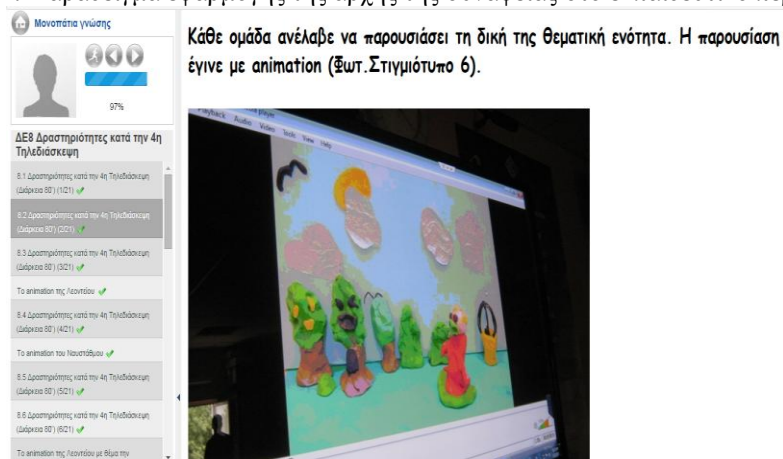 Μονοπάτια γνώσης
97%
ΔΕ8 Δραστηριότητες κατά την 4η
Τηλεδιάσκεψη
8.1 Δραστηριότητες κατά την 4η Τηλεδιάσκεψη
(Διάρκεια 80') (1/21)
8.2 Δραστηριότητες κατά την 4η Τηλεδιάσκεψη
(Διάρκεια 80') (2/21)
8.3 Δραστηριότητες κατά την 4η Τηλεδιάσκεψη
(Διάρκεια 80') (3/21)
Το animation της Λεοντείου
8.4 Δραστηριότητες κατά την 4η Τηλεδιάσκεψη
(Διάρκεια 80') (4/21)
Το animation του Ναυστάθμου
8.5 Δραστηριότητες κατά την 4η Τηλεδιάσκεψη
(Διάρκεια 80') (5/21)
8.6 Δραστηριότητες κατά την 4η Τηλεδιάσκεψη
(Διάρκεια 80') (6/21)
Το animation της Λεοντείου με θέμα την
Κάθε ομάδα ανέλαβε να παρουσιάσει τη δική της θεματική ενότητα. Η παρουσίαση
έγινε με animation (Φωτ.Στιγμιότυπο 6).
player
Playback Audio Video Tools View Help